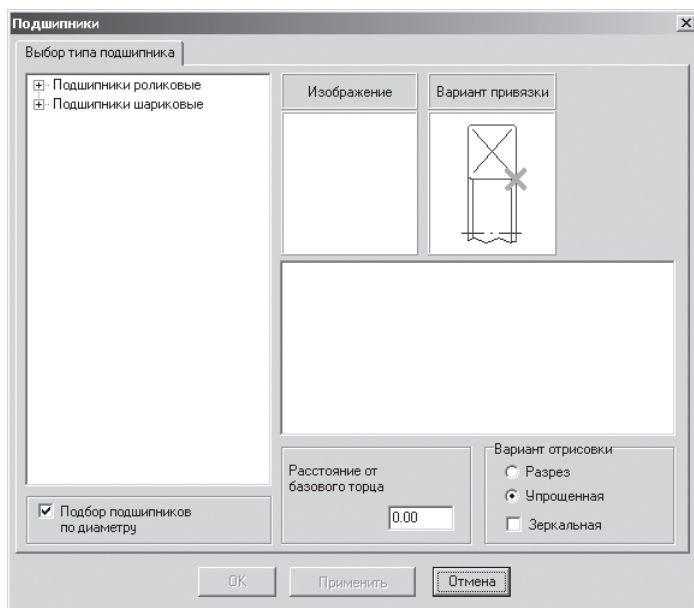 Подшипники
Выбор типа подшипника
Подшипники роликовые
Подшипники шариковые
Изображение
Вариант привязки
Расстояние от
базового торца
0.00
Вариант отрисовки
Разрез
Упрощенная
Зеркальная
Подбор подшипников
по диаметру
OK
Применить
Отмена